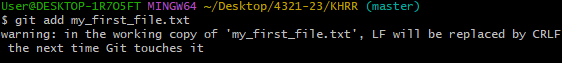 User@DESKTOP-1R7O5FT MINGW64 ~/Desktop/4321-23/KHRR (master)
$ git add my_first_file.txt
warning: in the working copy of 'my_first_file.txt', LF will be replaced by CRLF
 the next time Git touches it